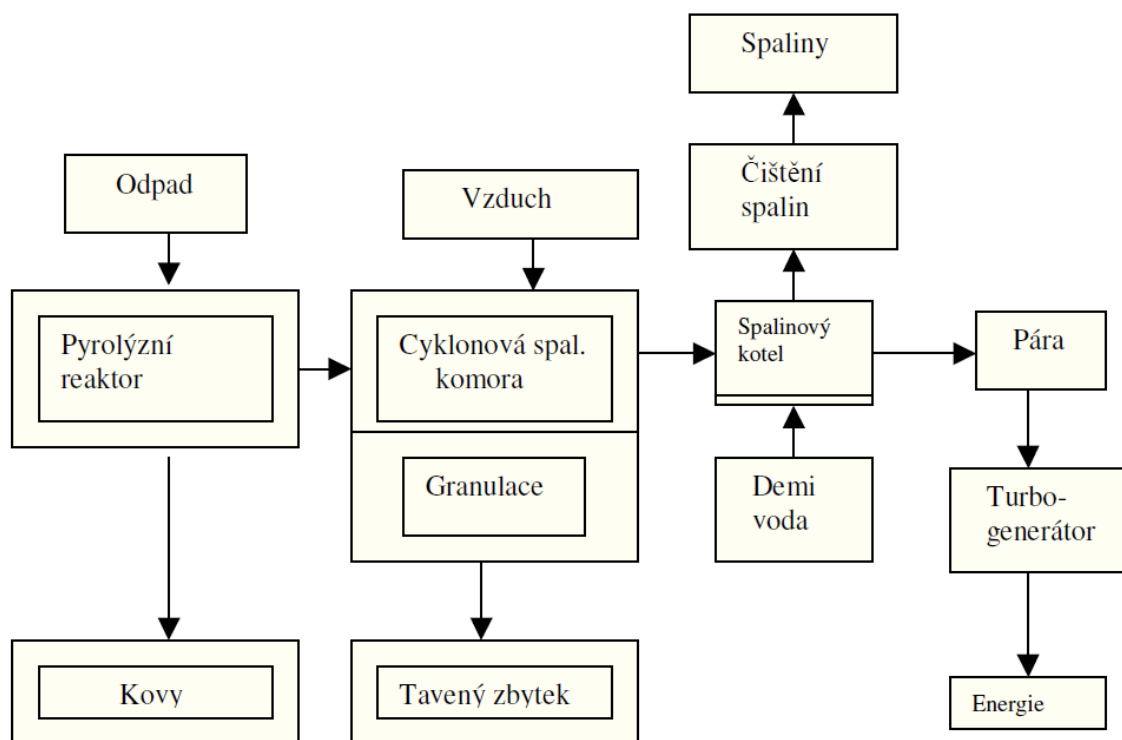 Spaliny
Odpad
Vzduch
Čištění
spalin
Pyrolýzní
reaktor
Cyklonová spal.
komora
Spalinový
kotel
Pára
Granulace
Demi
voda
Turbo-
generátor
Kovy
Tavený zbytek
Energie